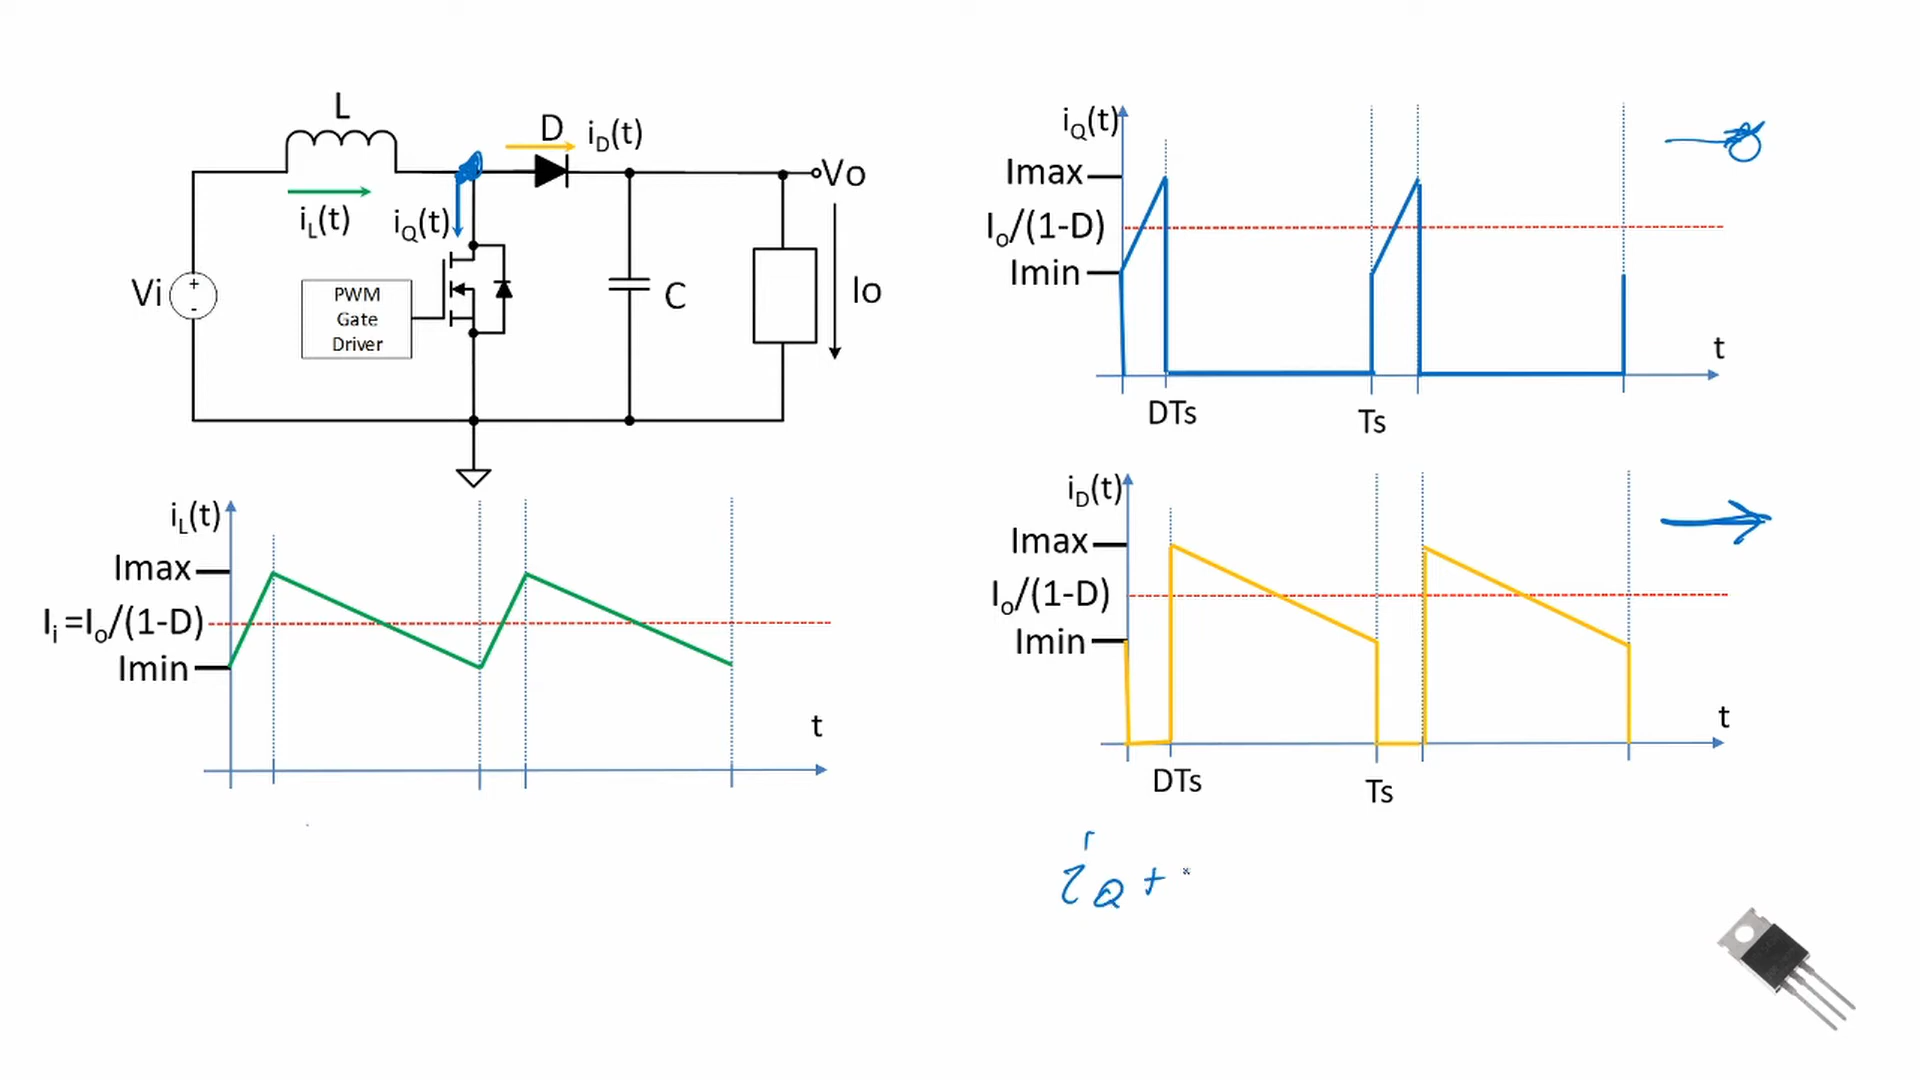 L
D iD(t)
Vo
iL(t)
iQ(t)
Vi
+
-
PWM
Gate
Driver
C
Io
iL(t)
Imax
Ii =Io/(1-D)
Imin
t
iQ(t)
Imax
Io/(1-D)
Imin
t
DTs
Ts
iD(t)
Imax
Io/(1-D)
Imin
t
DTs
Ts
iQ +